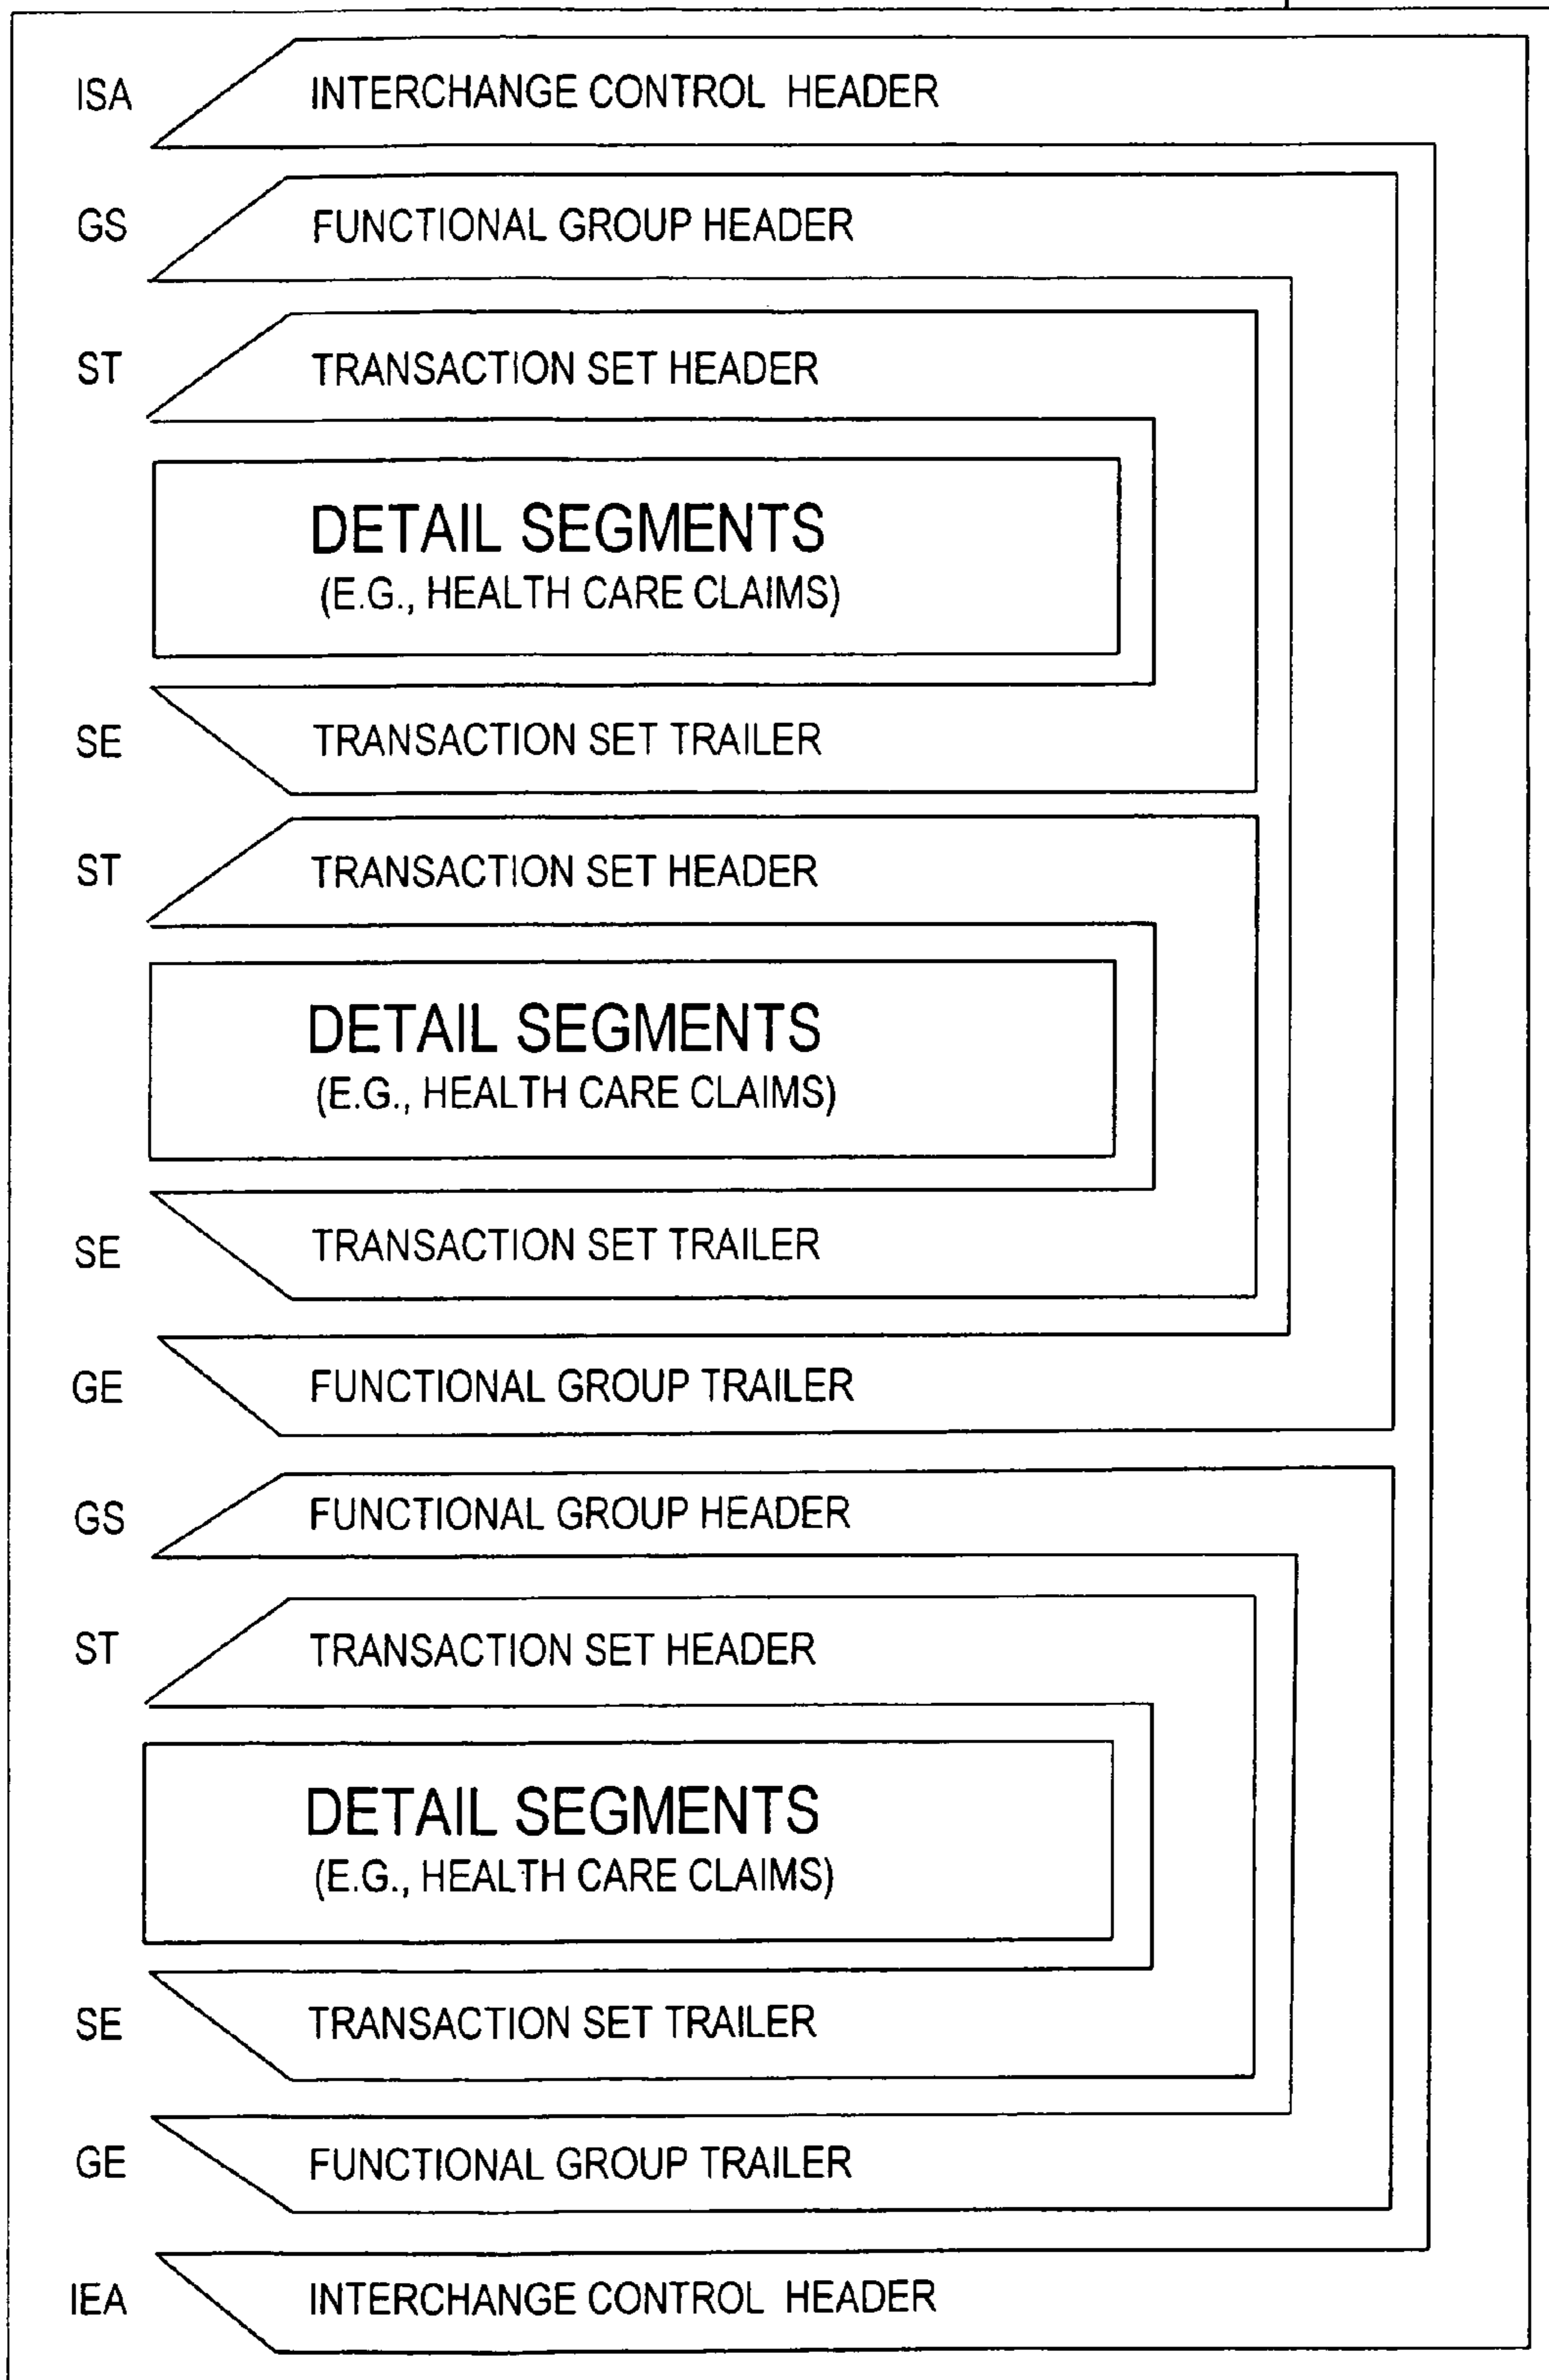 ISA INTERCHANGE CONTROL HEADER
GS FUNCTIONAL GROUP HEADER
ST TRANSACTION SET HEADER
DETAIL SEGMENTS
(E.G., HEALTH CARE CLAIMS)
SE TRANSACTION SET TRAILER
ST TRANSACTION SET HEADER
DETAIL SEGMENTS
(E.G., HEALTH CARE CLAIMS)
SE TRANSACTION SET TRAILER
GE FUNCTIONAL GROUP TRAILER
GS FUNCTIONAL GROUP HEADER
ST TRANSACTION SET HEADER
DETAIL SEGMENTS
(E.G., HEALTH CARE CLAIMS)
SE TRANSACTION SET TRAILER
GE FUNCTIONAL GROUP TRAILER
IEA INTERCHANGE CONTROL HEADER